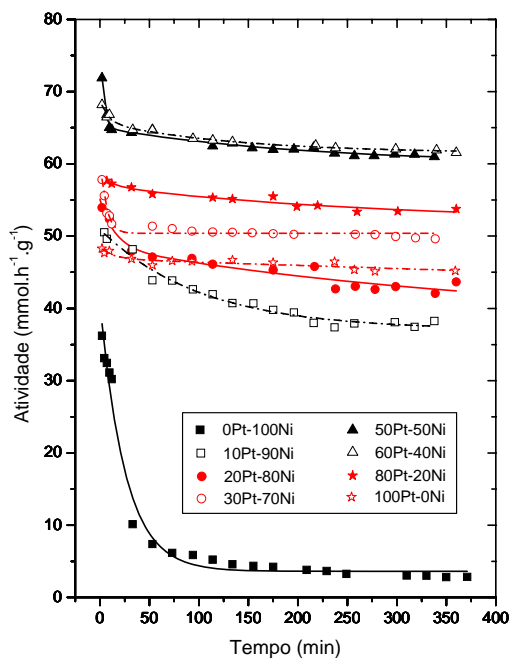 80
70
60
50
40
30
20
10
0
Atividade (mmol.h⁻¹.g⁻¹)
0Pt-100Ni
10Pt-90Ni
20Pt-80Ni
30Pt-70Ni
50Pt-50Ni
60Pt-40Ni
80Pt-20Ni
100Pt-0Ni
0 50 100 150 200 250 300 350 400
Tempo (min)